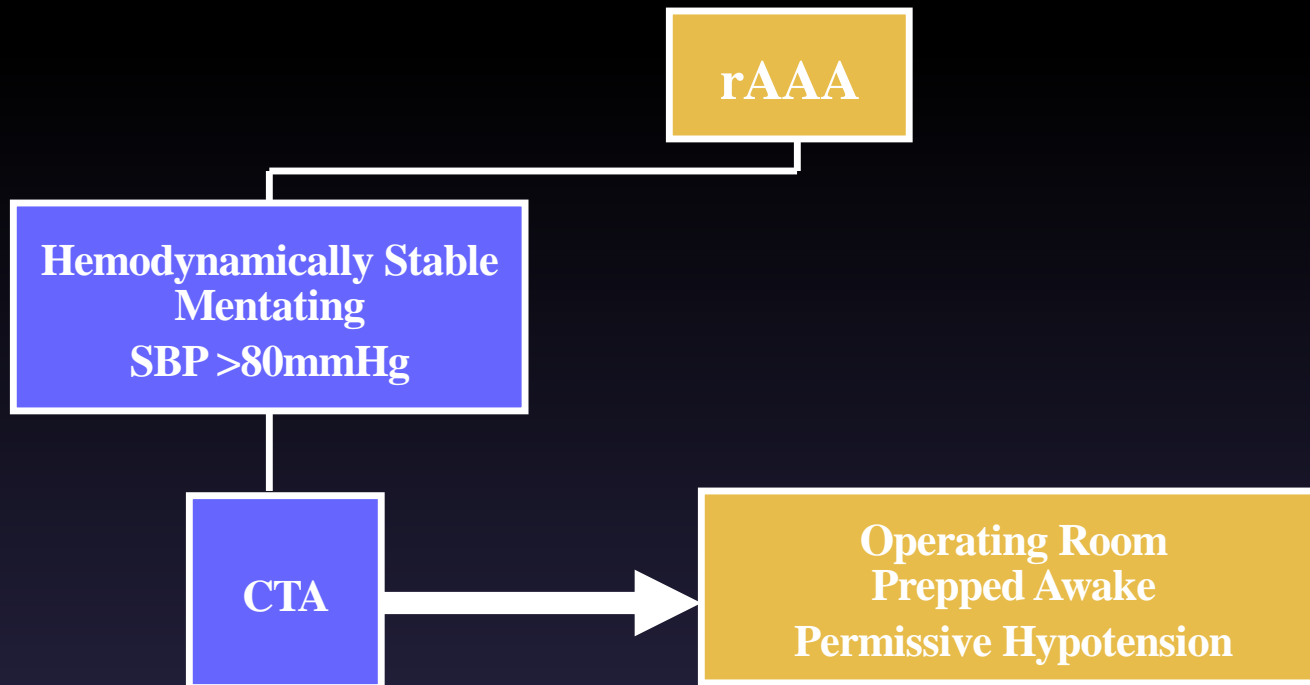 rAAA
Hemodynamically Stable
Mentating
SBP >80mmHg
CTA
Operating Room
Prepped Awake
Permissive Hypotension